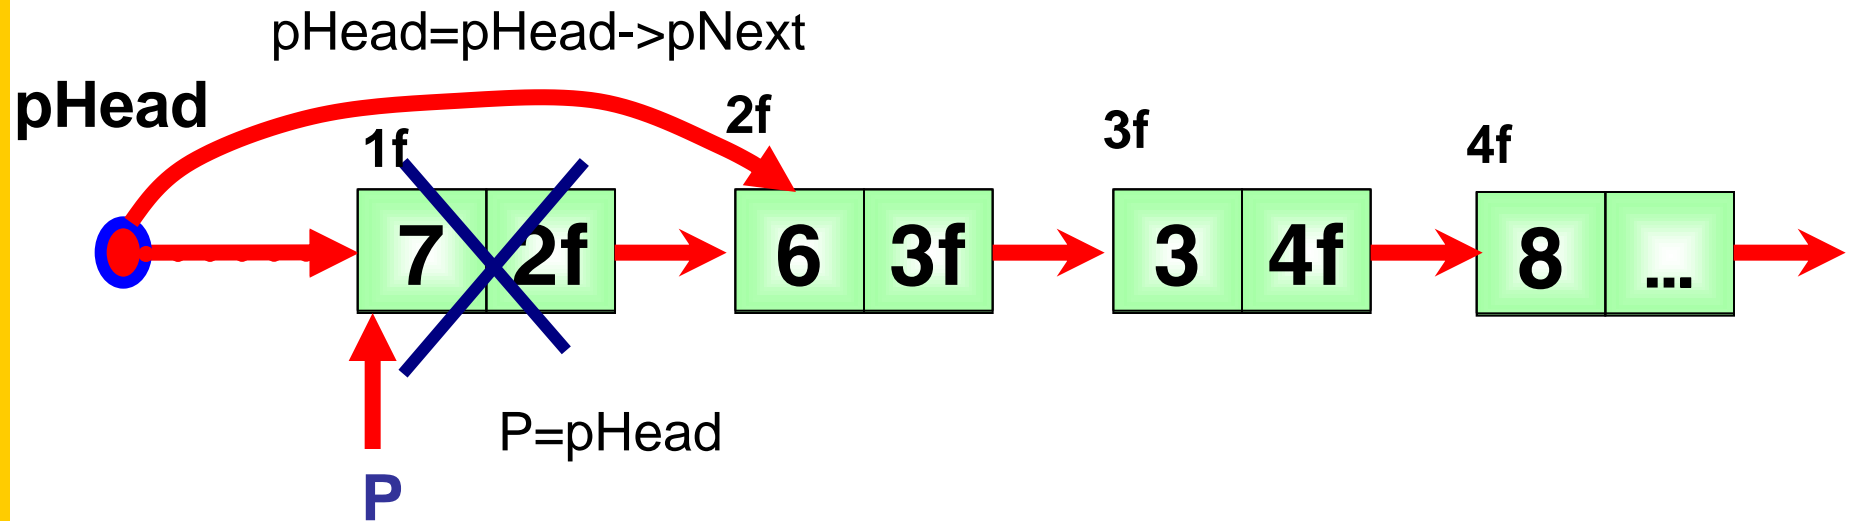 pHead=pHead->pNext
pHead
1f
2f
3f
4f
7 2f
6 3f
3 4f
8 ...
P=pHead
P